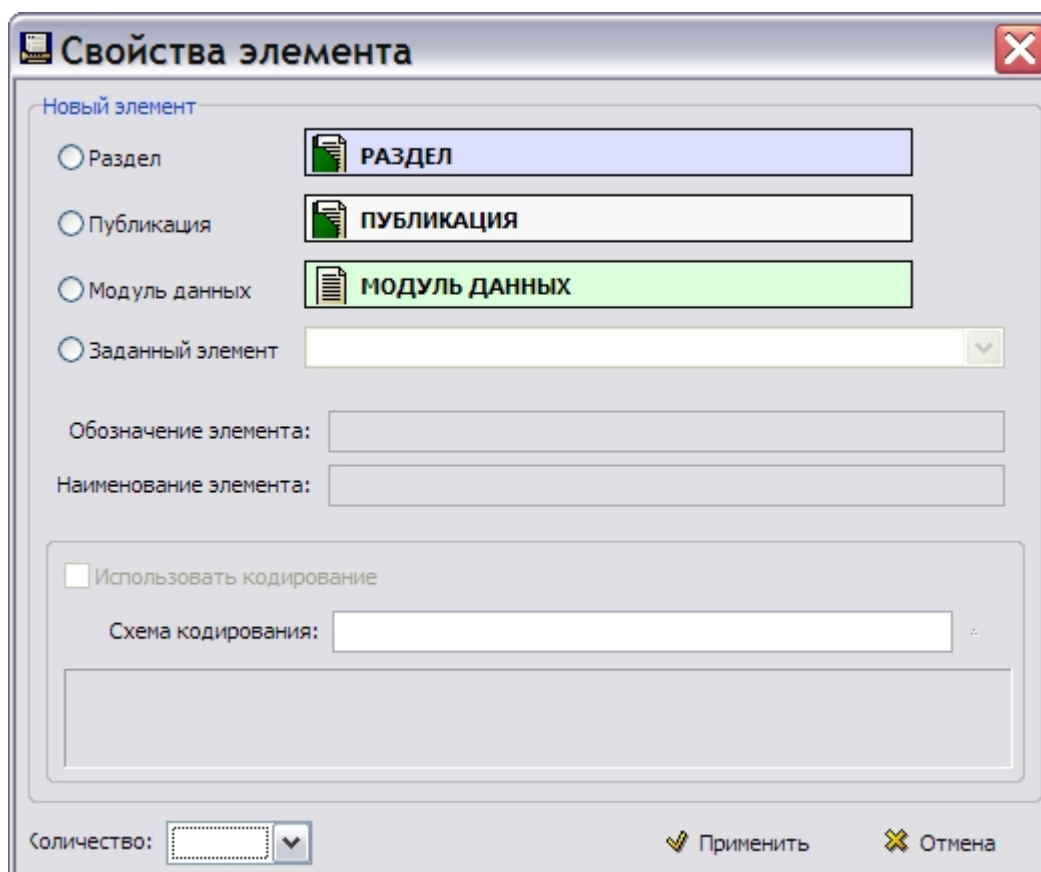 Свойства элемента
Новый элемент
Раздел РАЗДЕЛ
Публикация ПУБЛИКАЦИЯ
Модуль данных МОДУЛЬ ДАННЫХ
Заданный элемент
Обозначение элемента:
Наименование элемента:
Использовать кодирование
Схема кодирования:
Количество: Применить Отмена